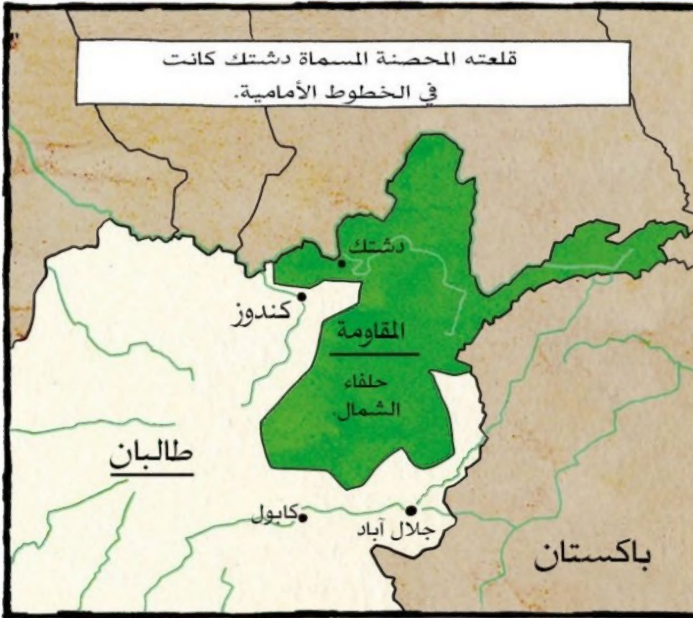 قلعته المحصنة المسماة دشتك كانت
في الخطوط الأمامية.
دشتك
كندوز
المقاومة
حلفاء
الشمال
طالبان
كابول
جلال آباد
باكستان